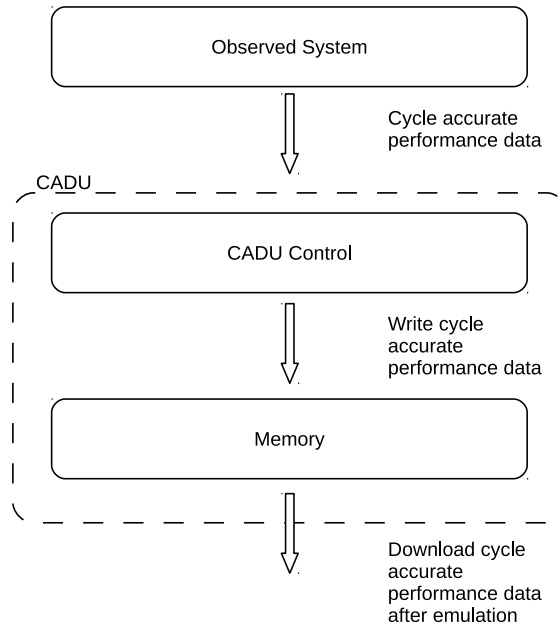 Observed System
Cycle accurate
performance data
CADU
CADU Control
Write cycle
accurate
performance data
Memory
Download cycle
accurate
performance data
after emulation